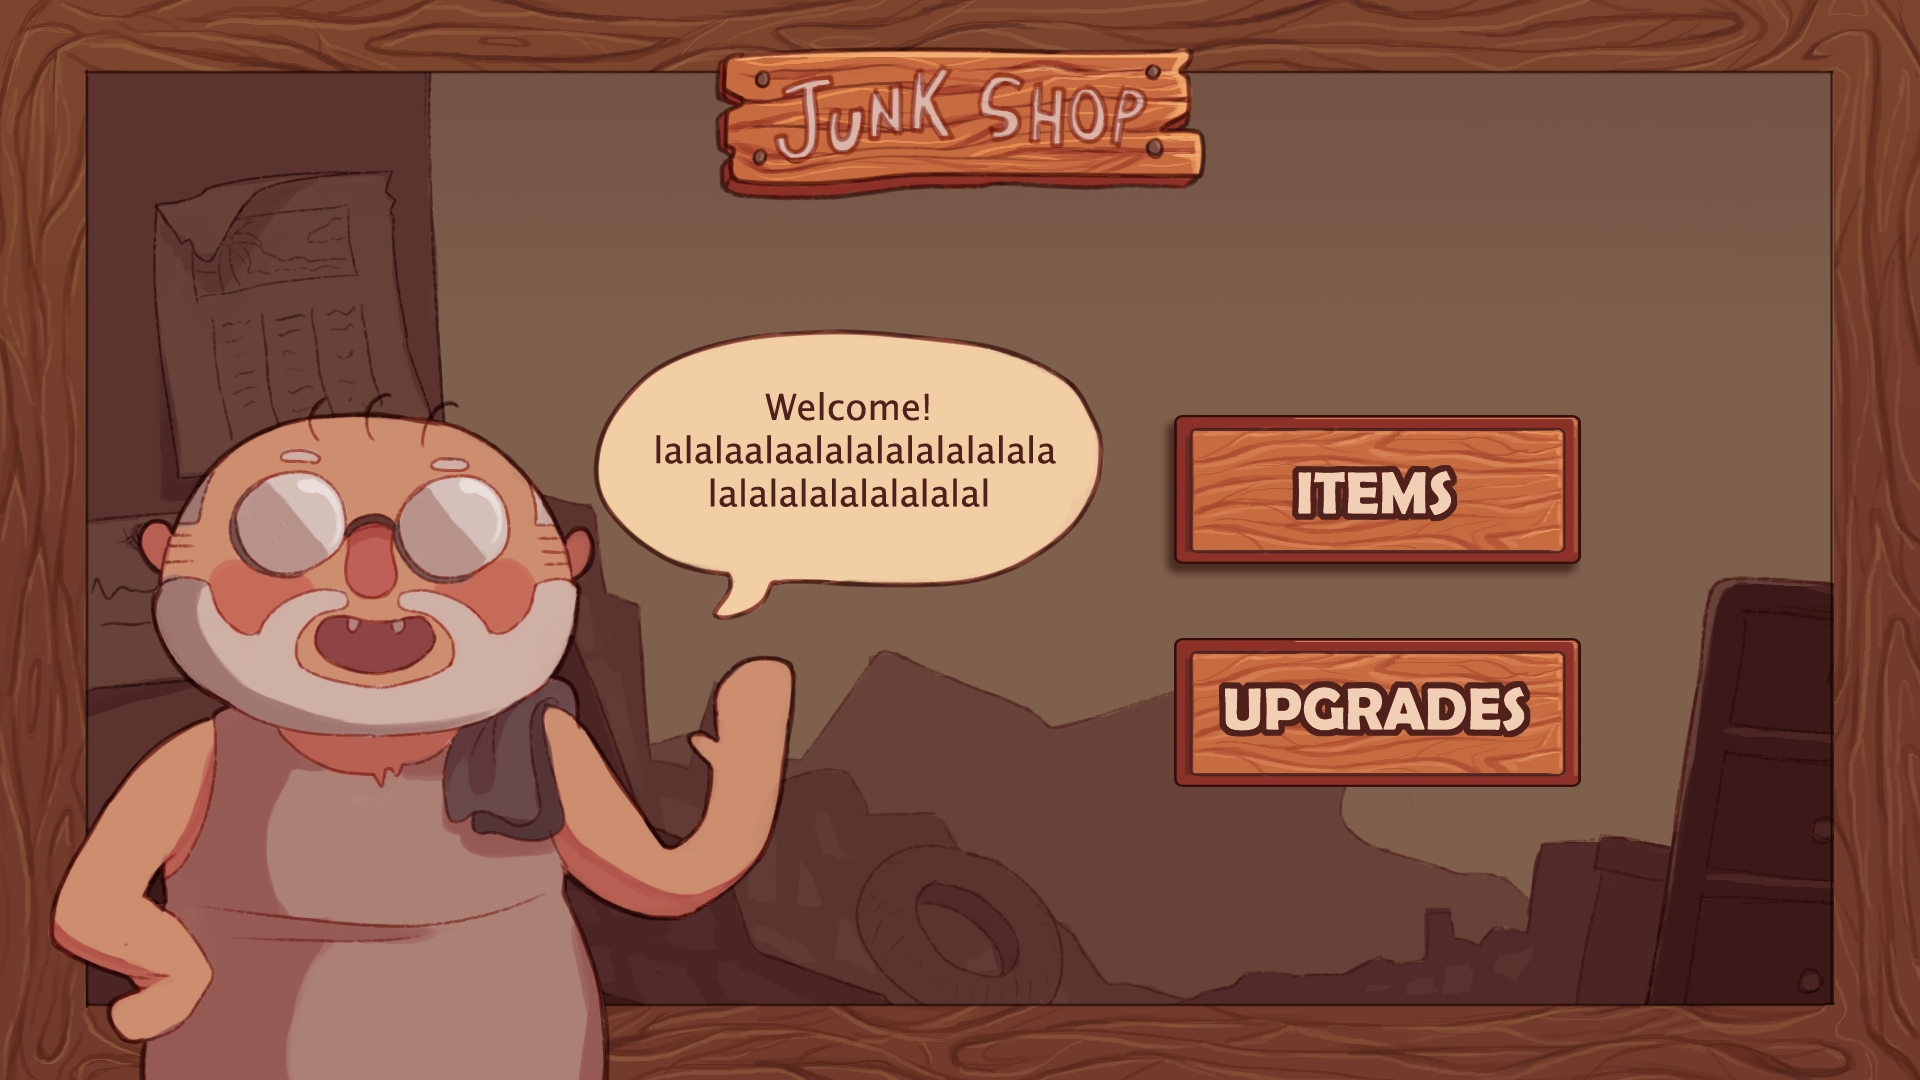 JUNK SHOP
Welcome!
lalalaalaalalalalalalalala
lalalalalalalalal
ITEMS
UPGRADES